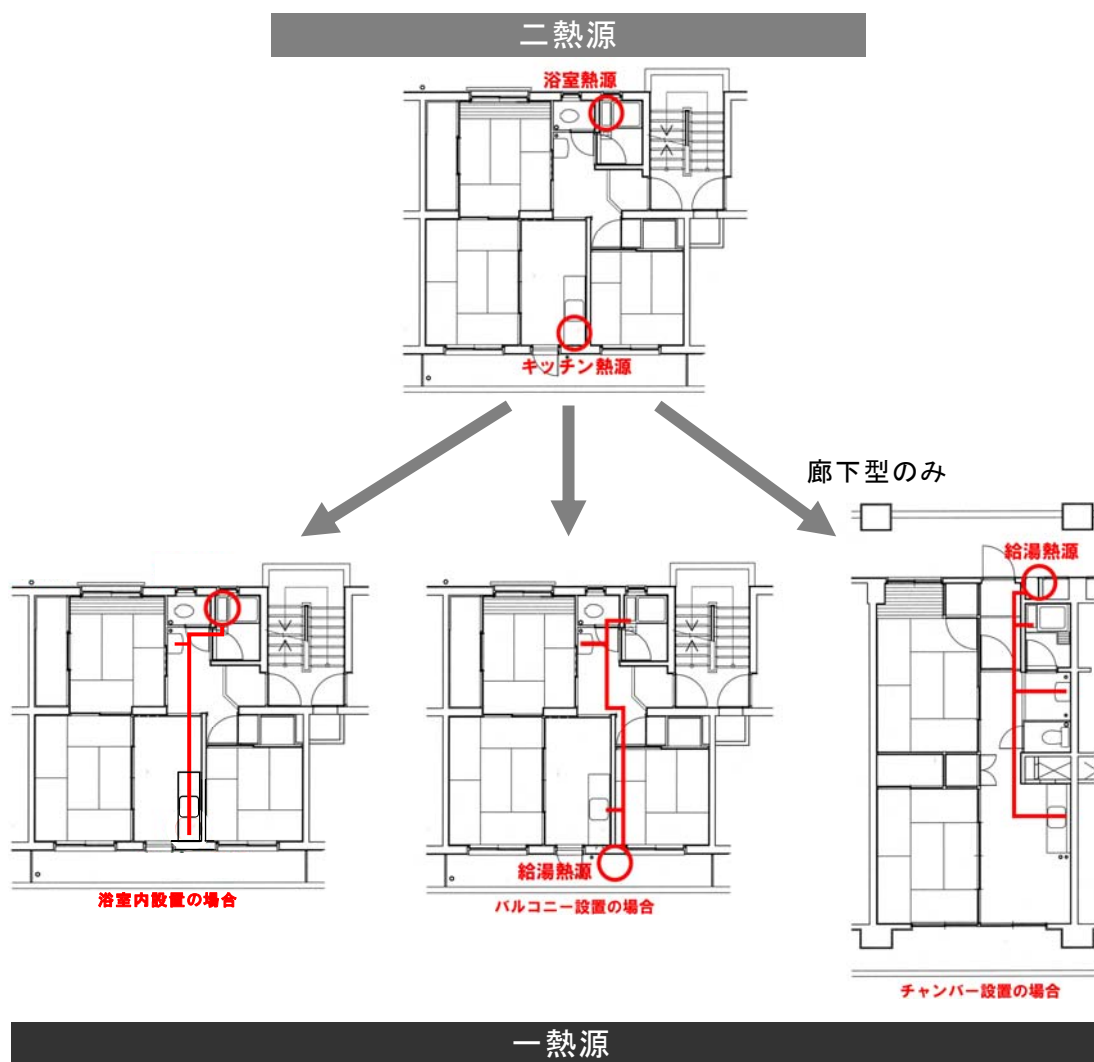 二熱源
浴室熱源
キッチン熱源
廊下型のみ
給湯熱源
浴室内設置の場合
給湯熱源
バルコニー設置の場合
チャンバー設置の場合
一熱源